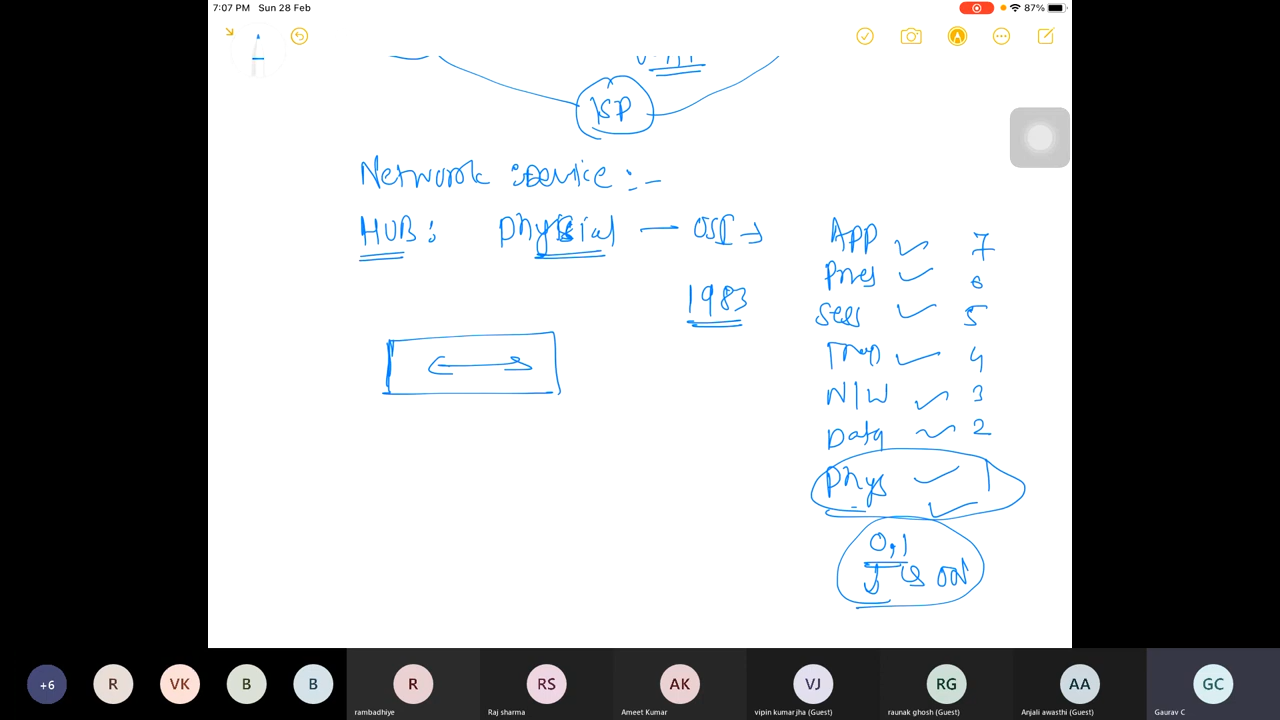 7:07 PM Sun 28 Feb 87%
ISP
Network :Device :-
HUB: Physical — OSI →
1983
App ✓ 7
Pres ✓ 6
Sess ✓ 5
Tran ✓ 4
N/W ✓ 3
Data ✓ 2
Phys ✓ 1
0,1
ON
+6 R VK B B R RS AK VJ RG AA GC
rambadhiye Raj sharma Ameet Kumar vipin kumar jha (Guest) raunak ghosh (Guest) Anjali awasthi (Guest) Gaurav C